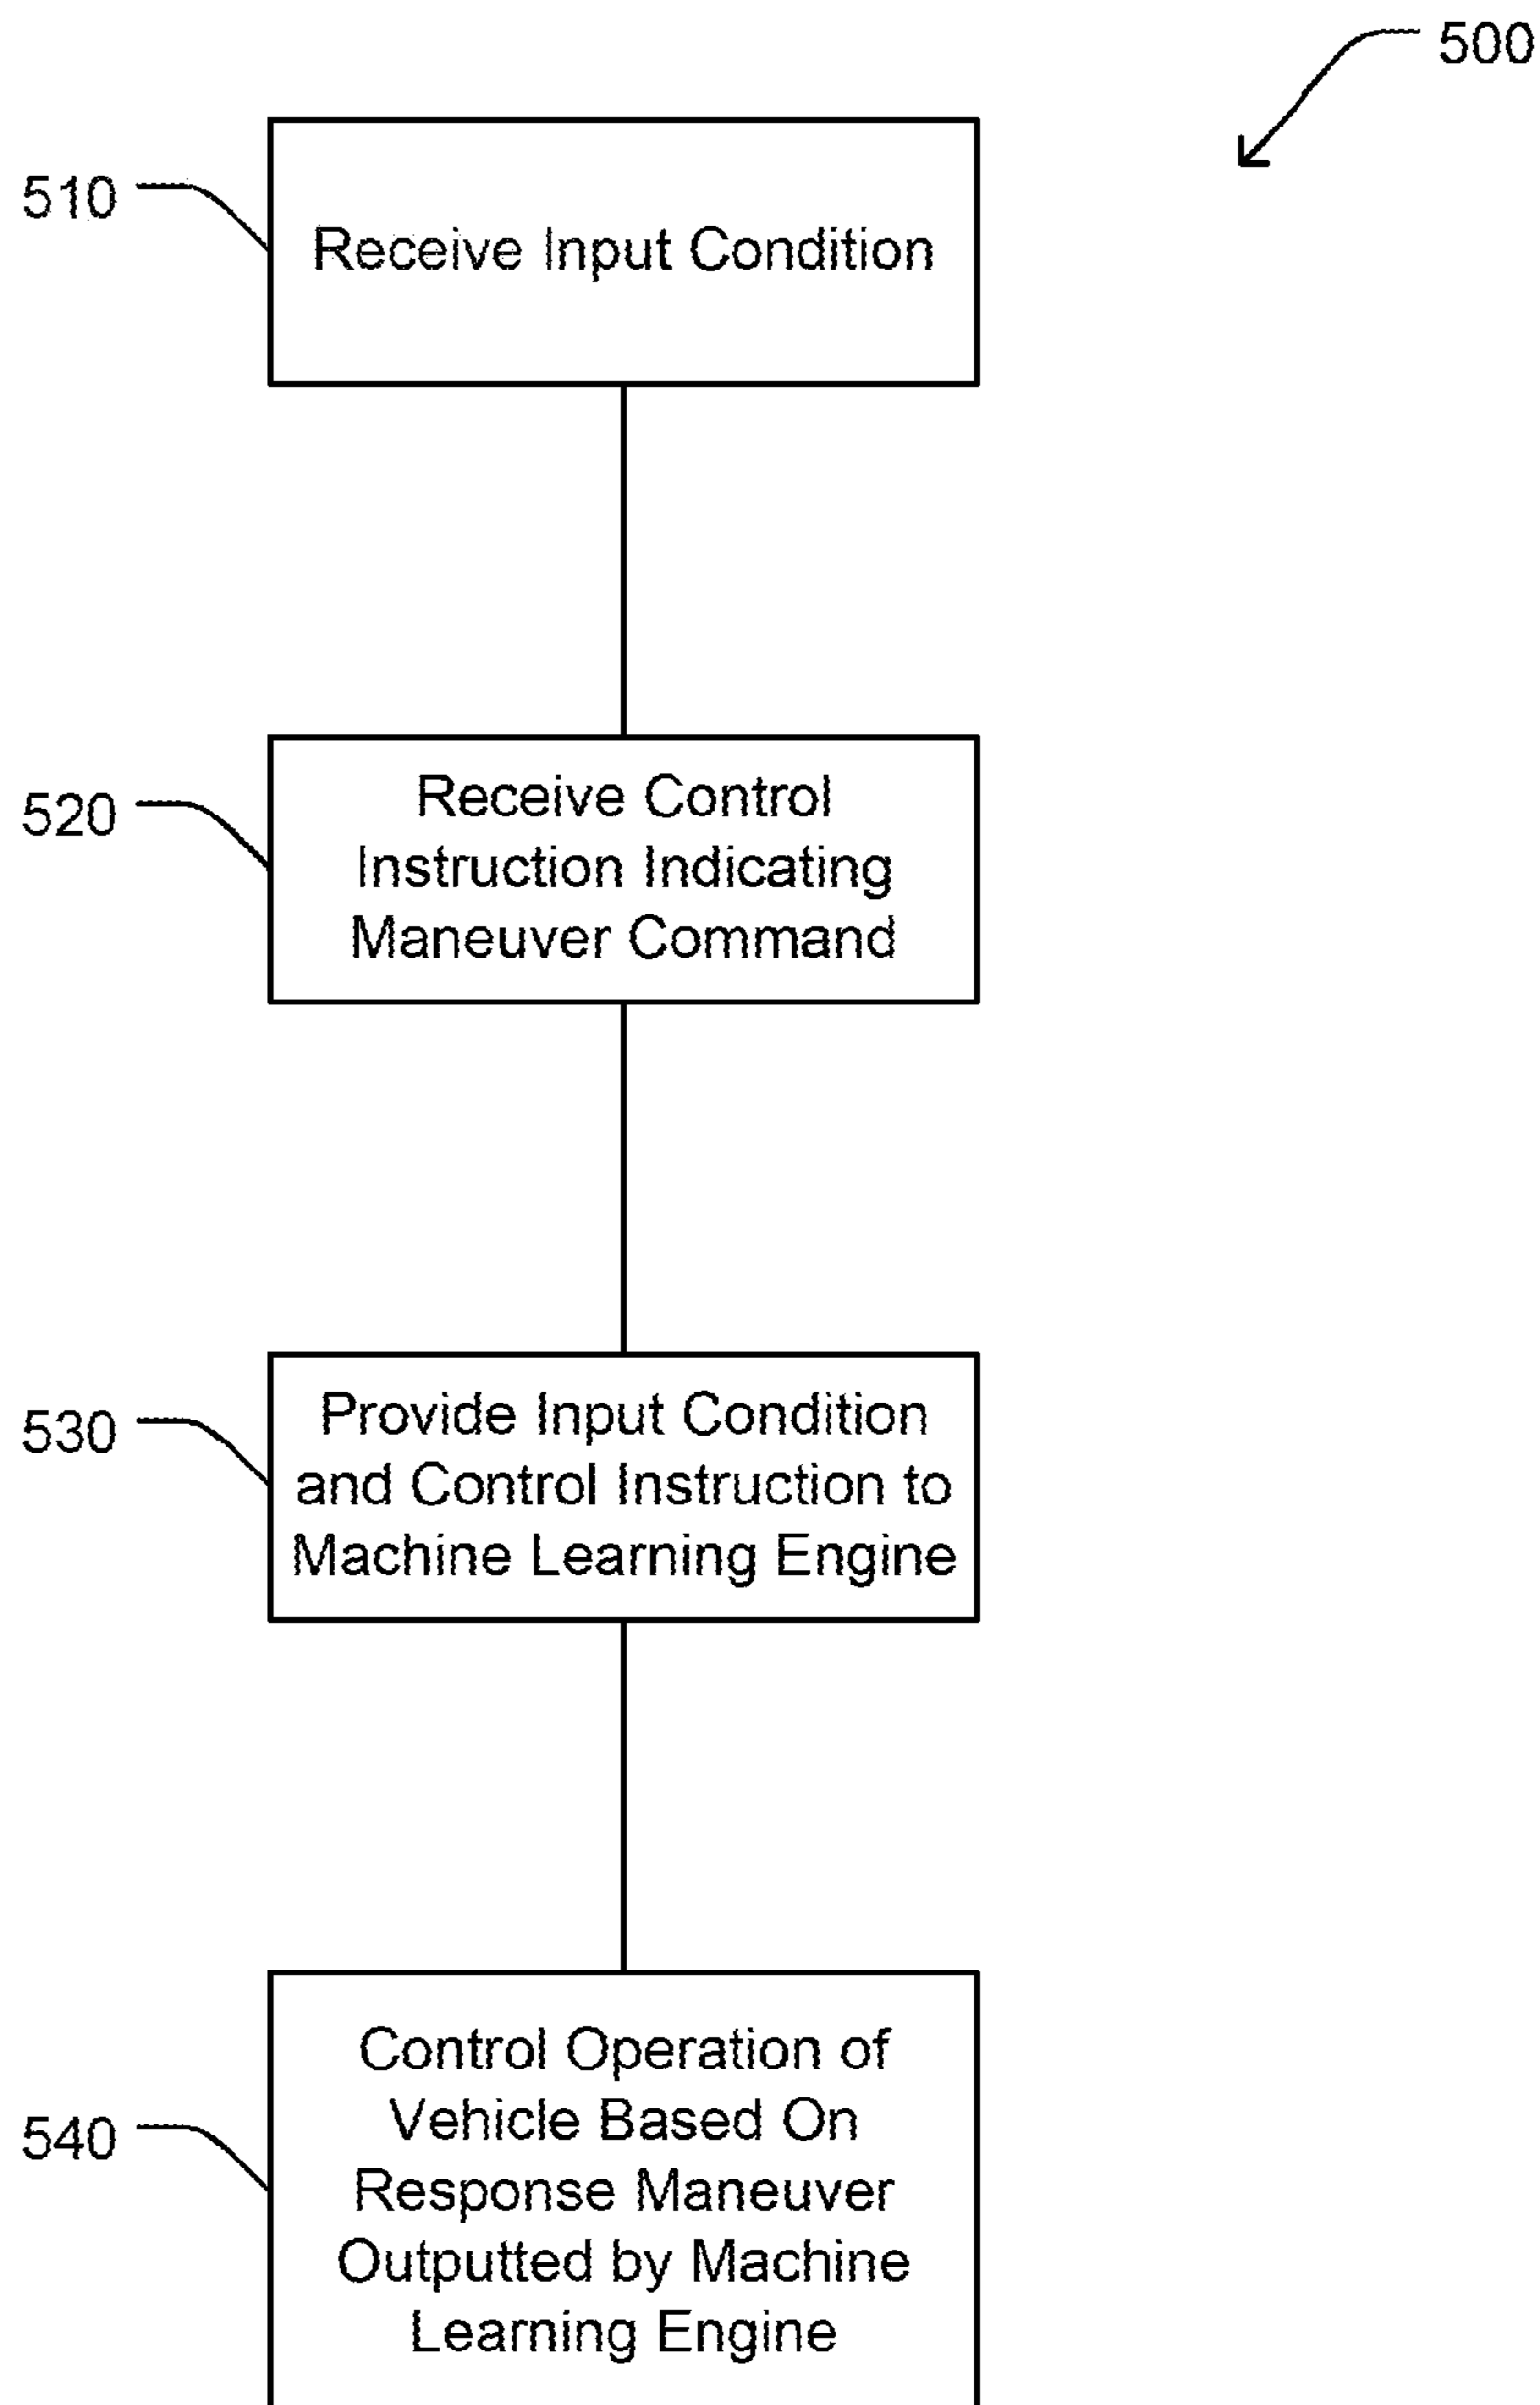 500
510
Receive Input Condition
520
Receive Control
Instruction Indicating
Maneuver Command
530
Provide Input Condition
and Control Instruction to
Machine Learning Engine
540
Control Operation of
Vehicle Based On
Response Maneuver
Outputted by Machine
Learning Engine